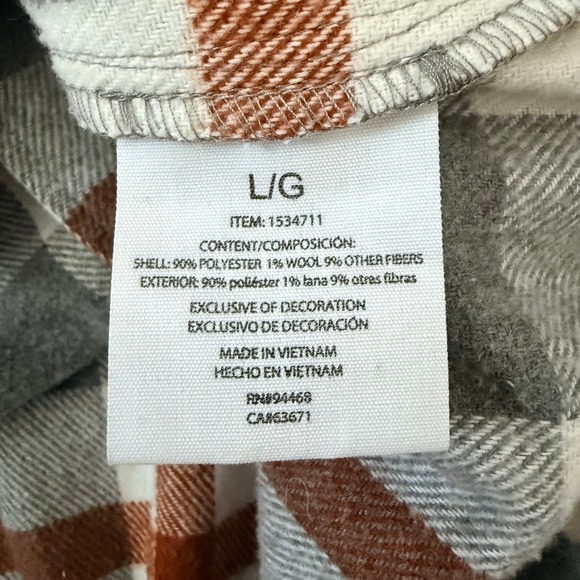 L/G
ITEM: 1534711
CONTENT/COMPOSICIÓN:
SHELL: 90% POLYESTER 1% WOOL 9% OTHER FIBERS
EXTERIOR: 90% poliéster 1% lana 9% otres fibras
EXCLUSIVE OF DECORATION
EXCLUSIVO DE DECORACIÓN
MADE IN VIETNAM
HECHO EN VIETNAM
RN#94468
CA#63671